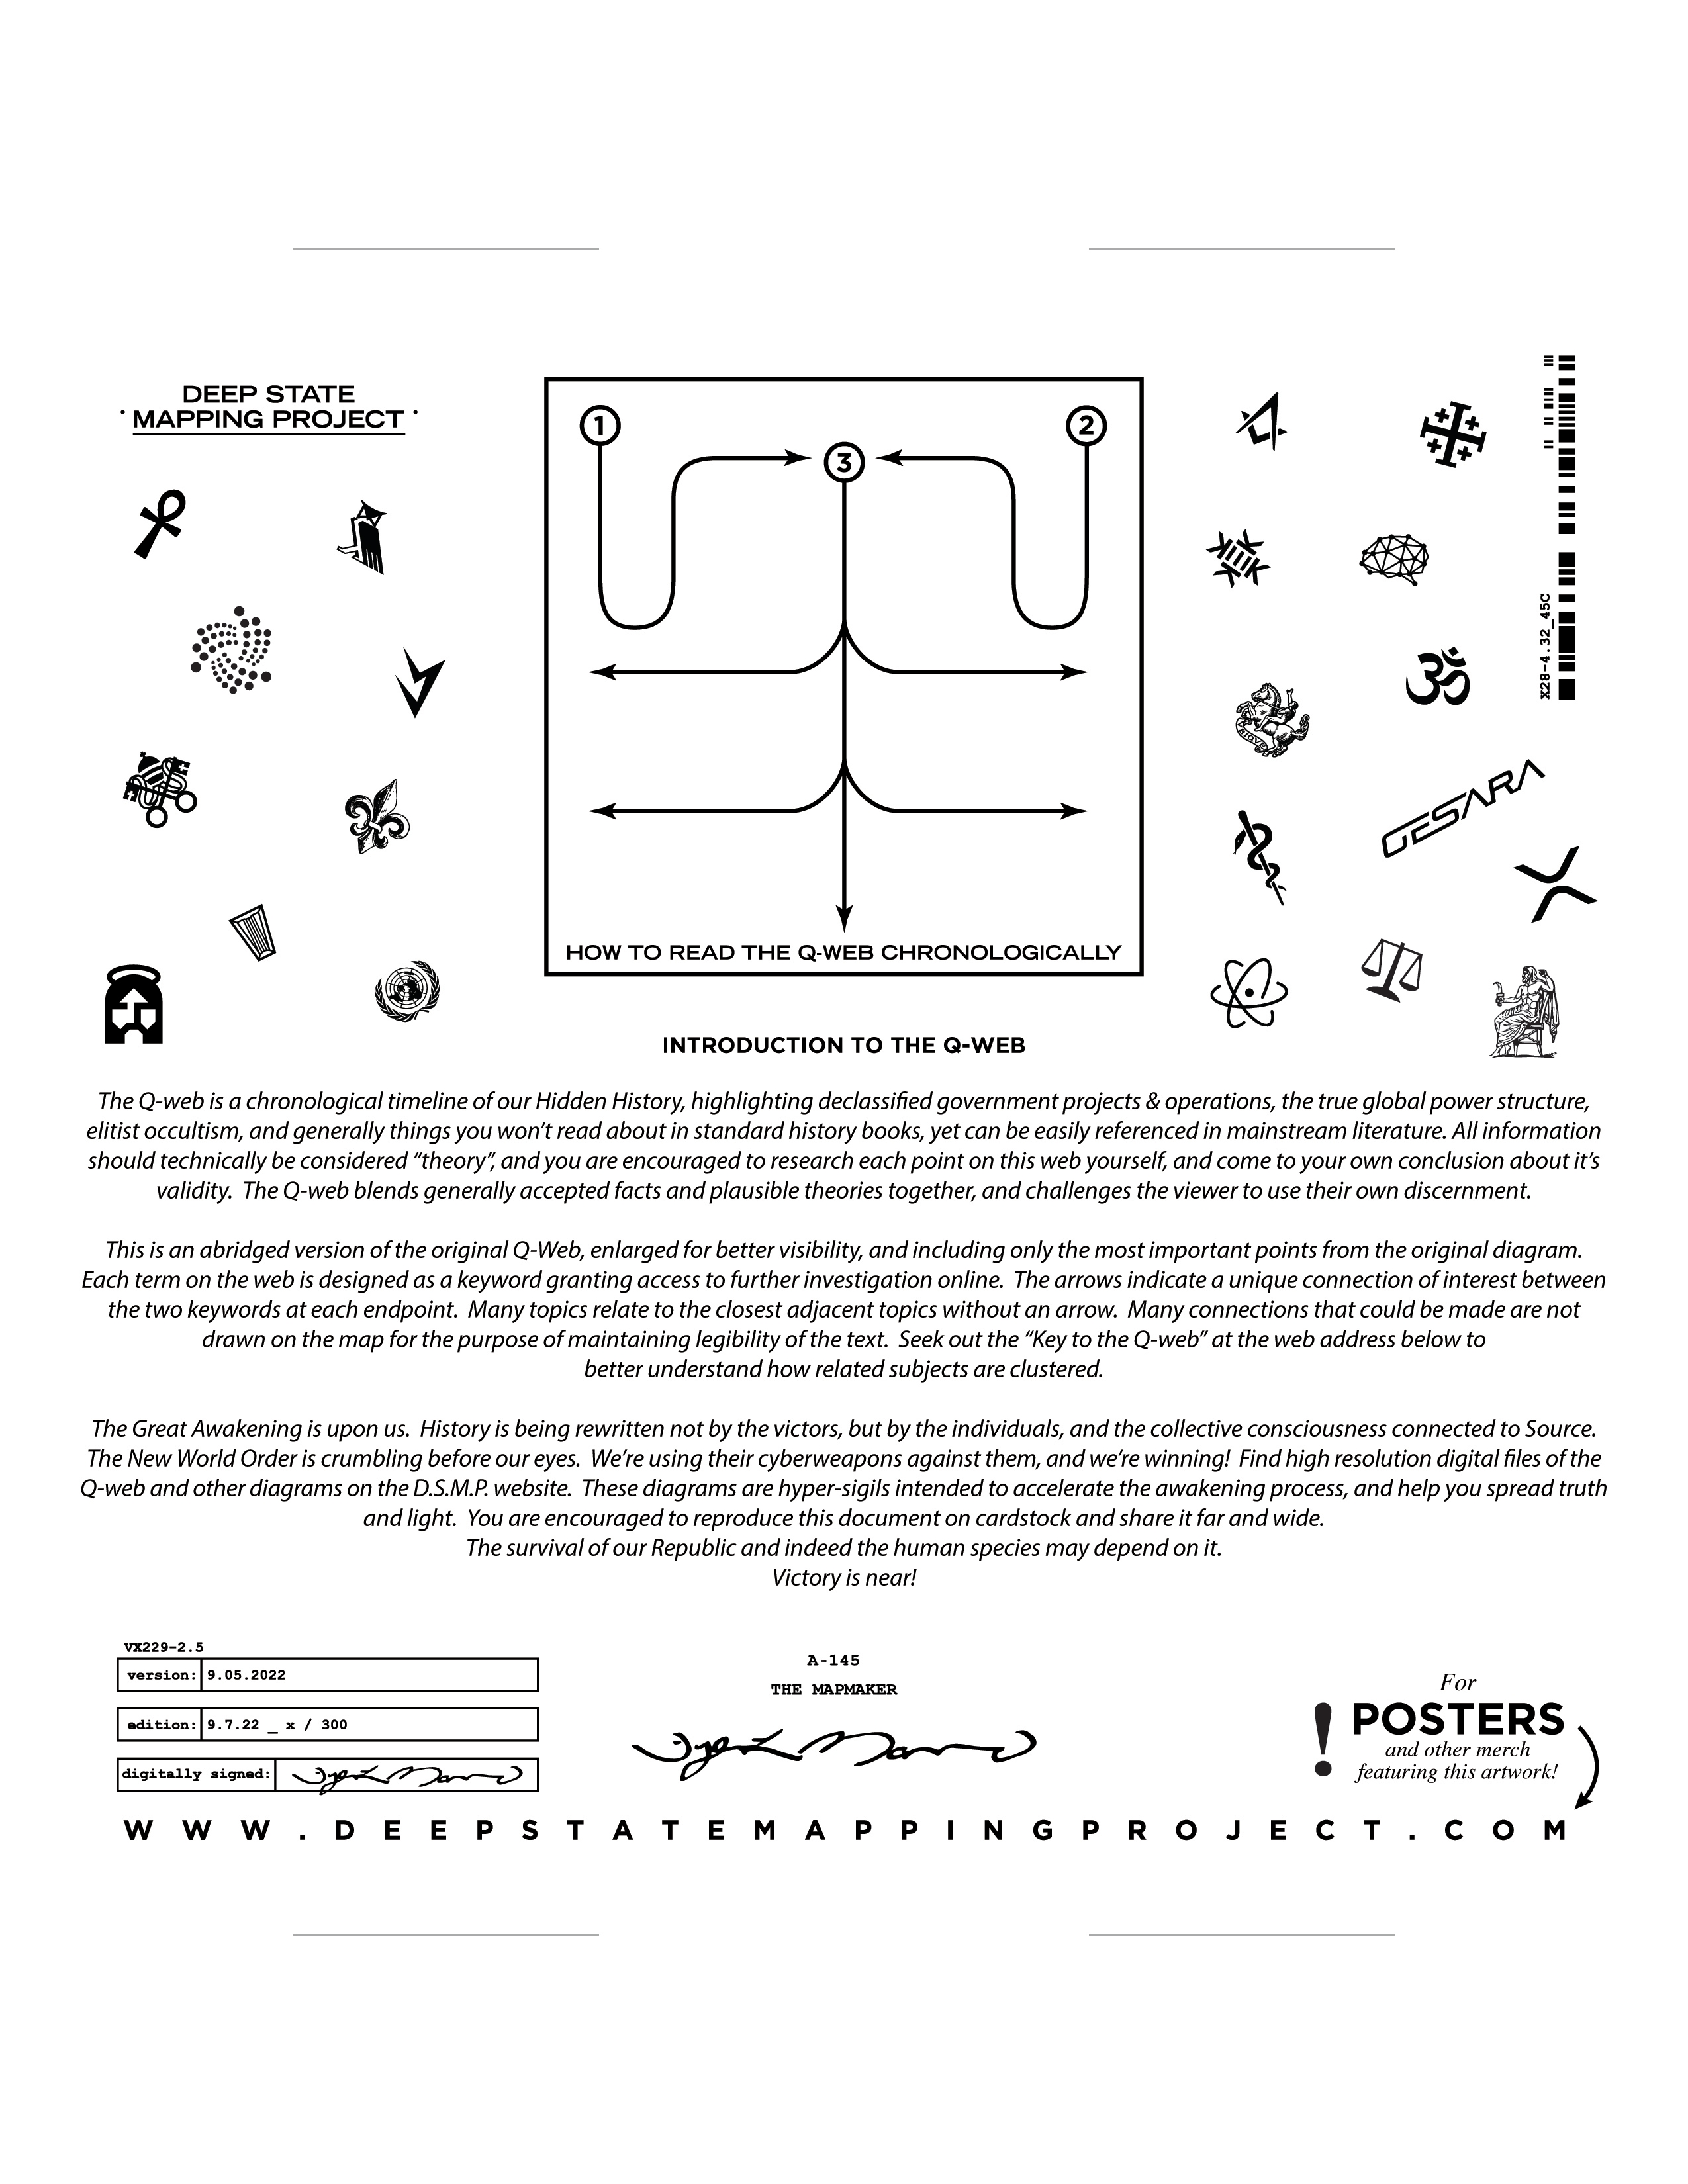 DEEP STATE
MAPPING PROJECT
1
2
3
HOW TO READ THE Q-WEB CHRONOLOGICALLY
X28-4.32_45C
GESARA
INTRODUCTION TO THE Q-WEB
The Q-web is a chronological timeline of our Hidden History, highlighting declassified government projects & operations, the true global power structure,
elitist occultism, and generally things you won't read about in standard history books, yet can be easily referenced in mainstream literature. All information
should technically be considered "theory", and you are encouraged to research each point on this web yourself, and come to your own conclusion about it's
validity. The Q-web blends generally accepted facts and plausible theories together, and challenges the viewer to use their own discernment.
This is an abridged version of the original Q-Web, enlarged for better visibility, and including only the most important points from the original diagram.
Each term on the web is designed as a keyword granting access to further investigation online. The arrows indicate a unique connection of interest between
the two keywords at each endpoint. Many topics relate to the closest adjacent topics without an arrow. Many connections that could be made are not
drawn on the map for the purpose of maintaining legibility of the text. Seek out the "Key to the Q-web" at the web address below to
better understand how related subjects are clustered.
The Great Awakening is upon us. History is being rewritten not by the victors, but by the individuals, and the collective consciousness connected to Source.
The New World Order is crumbling before our eyes. We're using their cyberweapons against them, and we're winning! Find high resolution digital files of the
Q-web and other diagrams on the D.S.M.P. website. These diagrams are hyper-sigils intended to accelerate the awakening process, and help you spread truth
and light. You are encouraged to reproduce this document on cardstock and share it far and wide.
The survival of our Republic and indeed the human species may depend on it.
Victory is near!
VX229-2.5
version: 9.05.2022
edition: 9.7.22 _ x / 300
digitally signed:
A-145
THE MAPMAKER
For
! POSTERS
and other merch
featuring this artwork!
WWW.DEEPSTATEMAPPINGPROJECT.COM